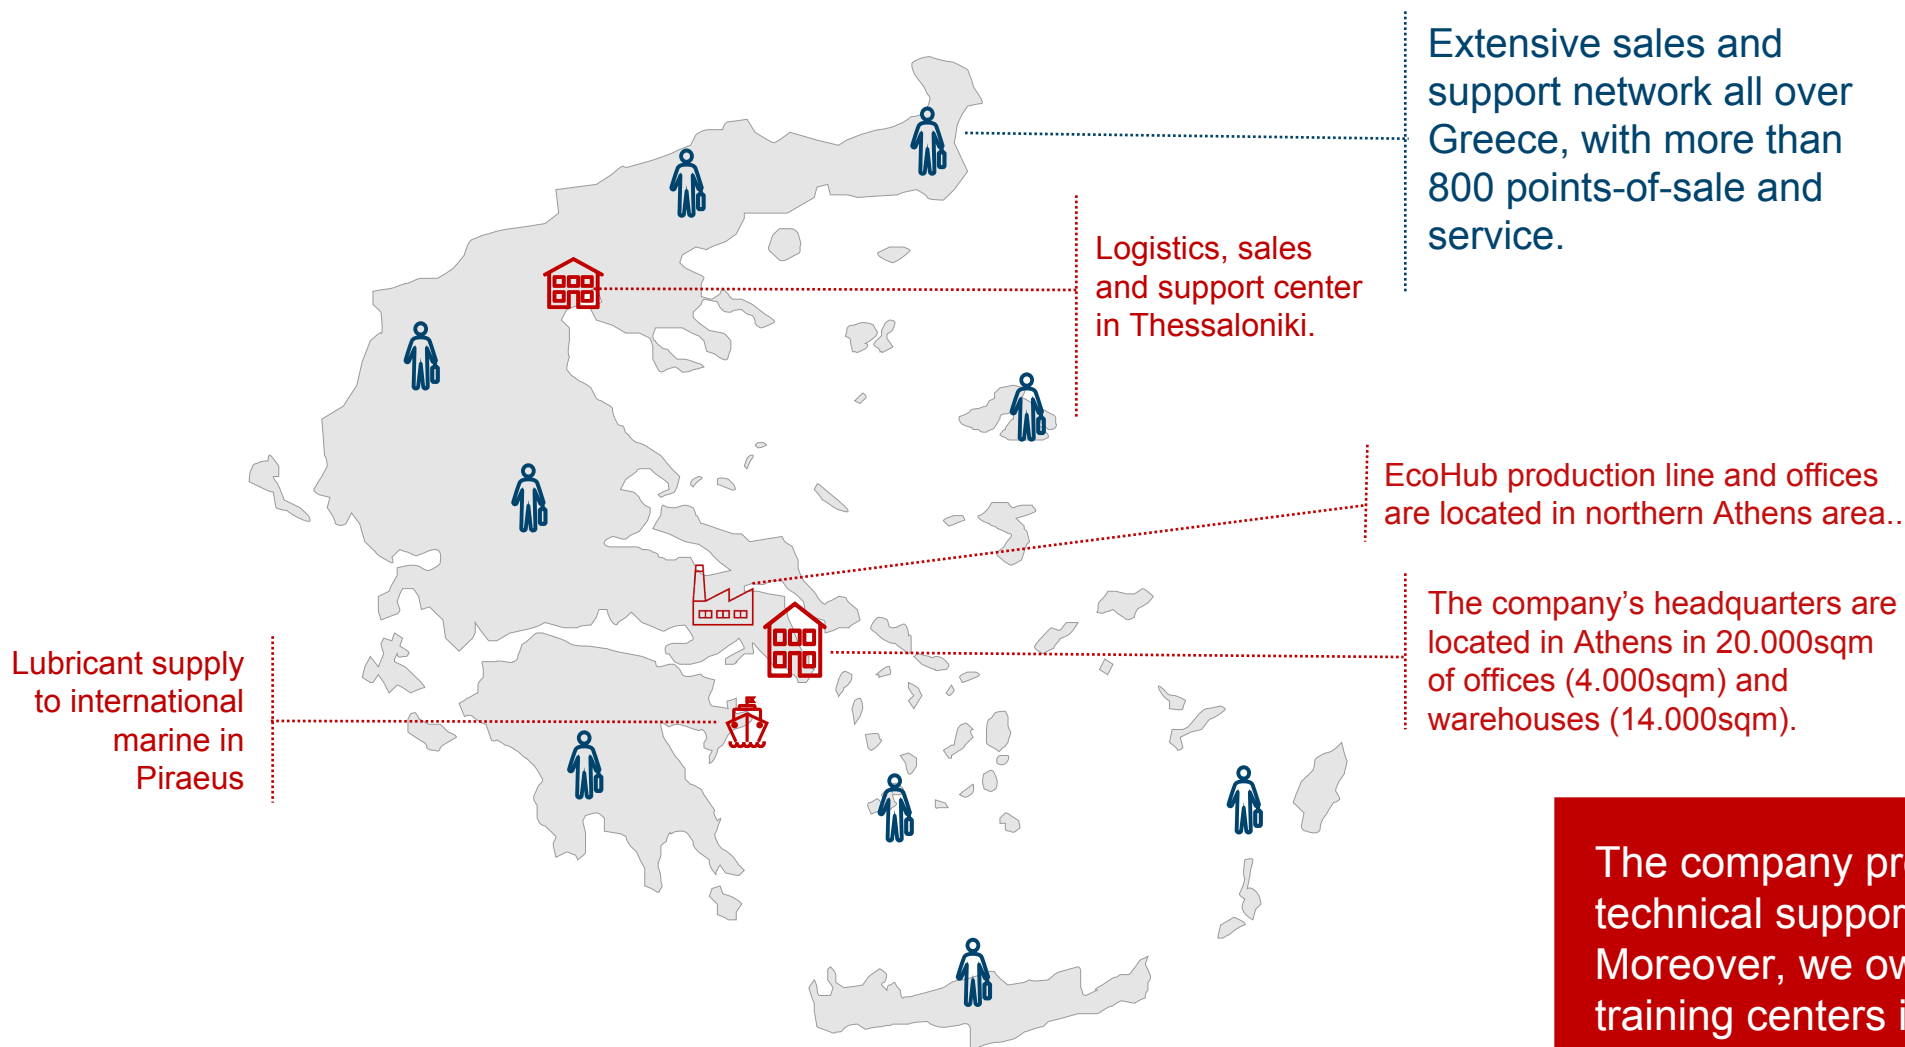 Extensive sales and
support network all over
Greece, with more than
800 points-of-sale and
service.
Logistics, sales
and support center
in Thessaloniki.
EcoHub production line and offices
are located in northern Athens area..
The company’s headquarters are
located in Athens in 20.000sqm
of offices (4.000sqm) and
warehouses (14.000sqm).
Lubricant supply
to international
marine in
Piraeus
The company
technical
Moreover, we
training centers